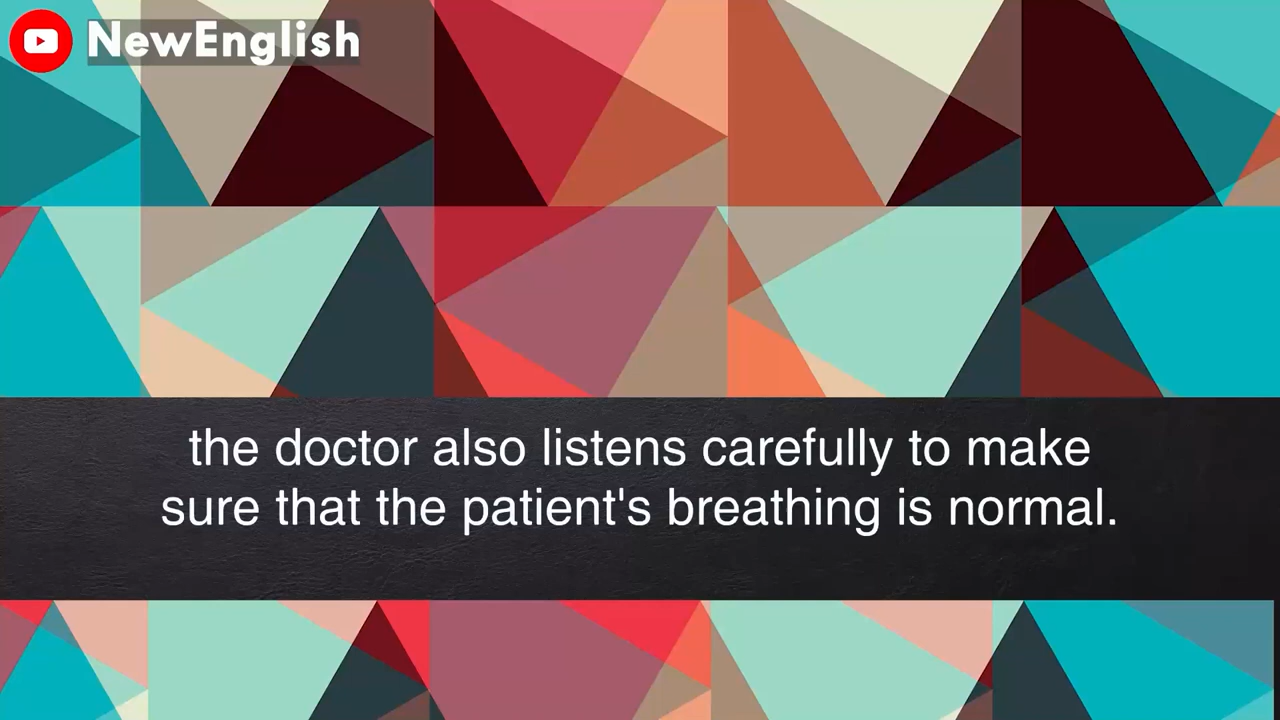 NewEnglish
the doctor also listens carefully to make
sure that the patient's breathing is normal.